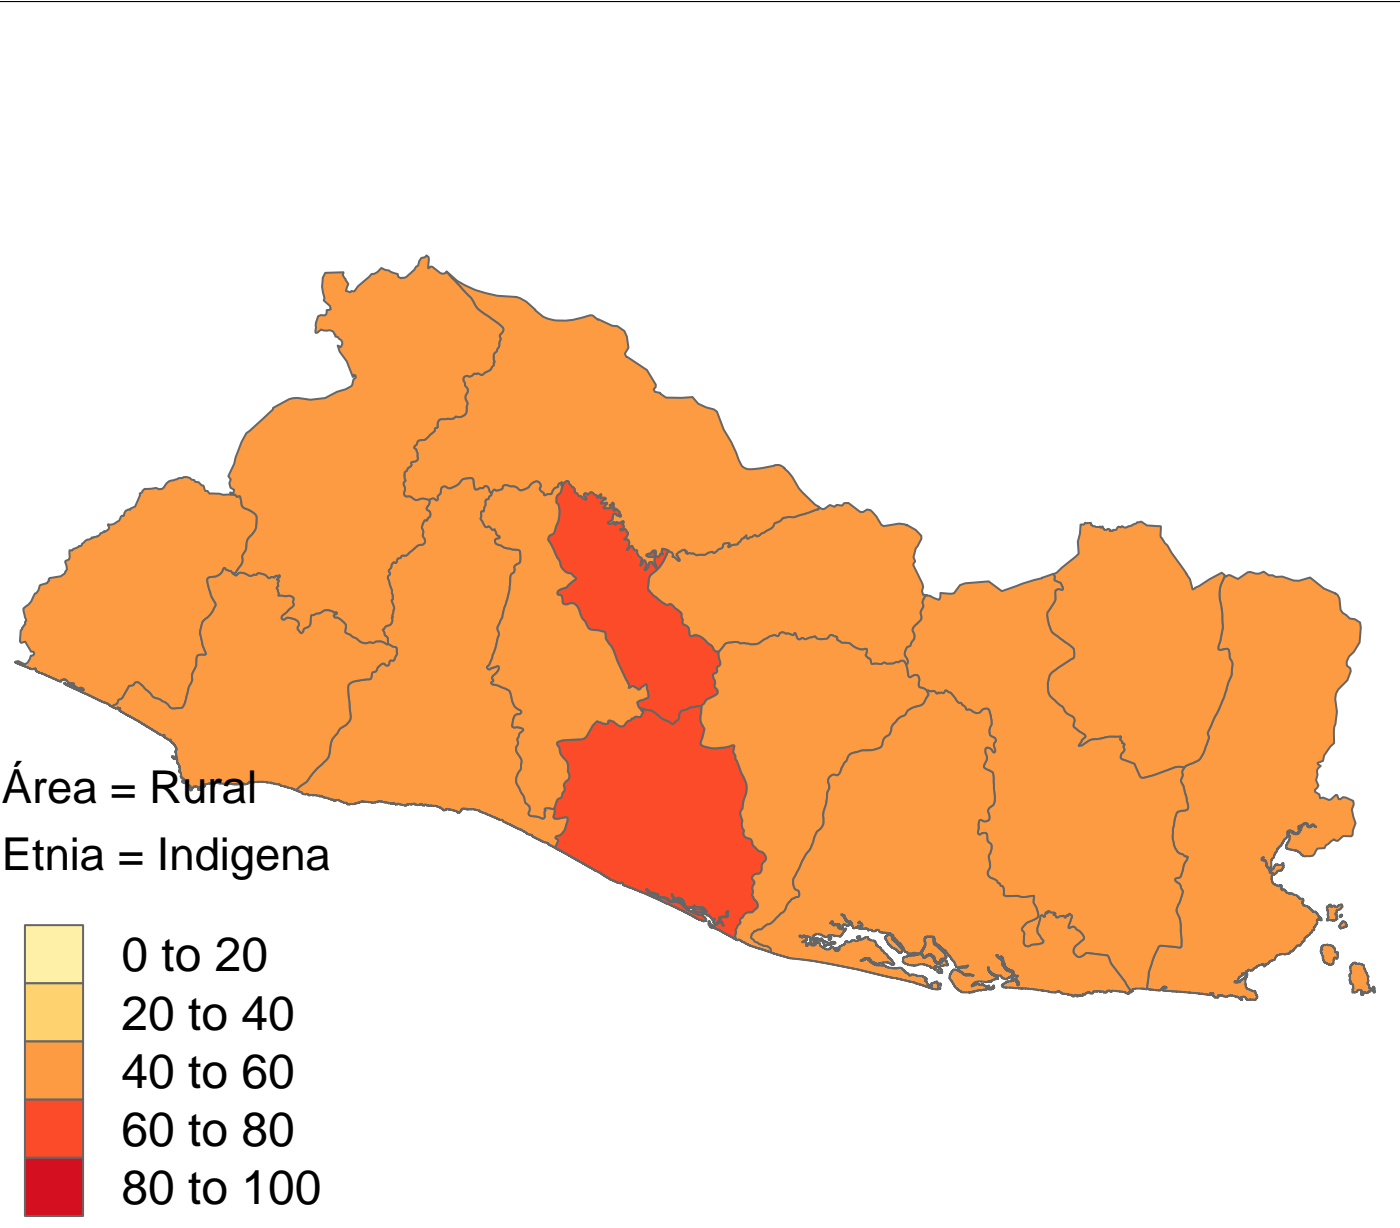 Área = Rural
Etnia = Indigena
0 to 20
20 to 40
40 to 60
60 to 80
80 to 100